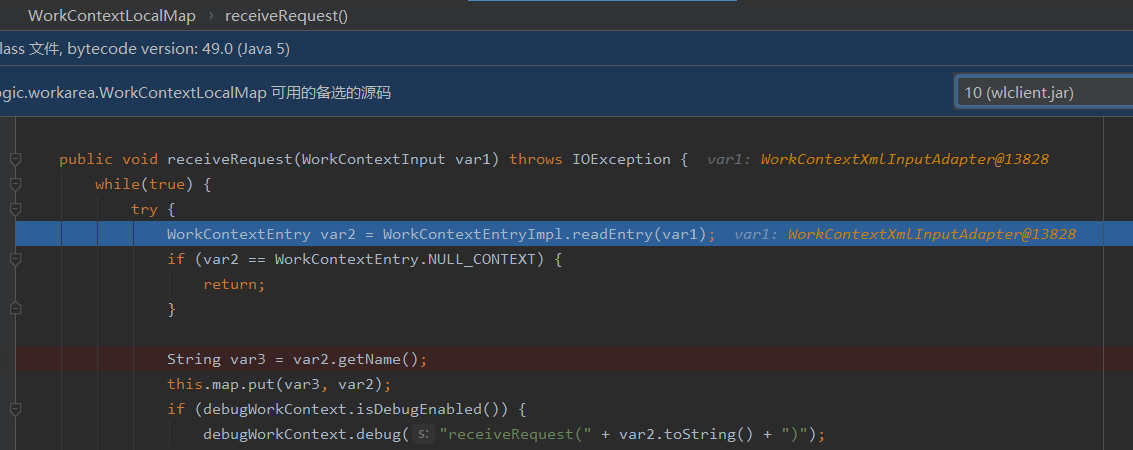 WorkContextLocalMap › receiveRequest()
lass 文件, bytecode version: 49.0 (Java 5)
ogic.workarea.WorkContextLocalMap 可用的备选的源码 10 (wlclient.jar)
public void receiveRequest(WorkContextInput var1) throws IOException { var1: WorkContextXmlInputAdapter@13828
while(true) {
try {
WorkContextEntry var2 = WorkContextEntryImpl.readEntry(var1); var1: WorkContextXmlInputAdapter@13828
if (var2 == WorkContextEntry.NULL_CONTEXT) {
return;
}
String var3 = var2.getName();
this.map.put(var3, var2);
if (debugWorkContext.isDebugEnabled()) {
debugWorkContext.debug( s: "receiveRequest(" + var2.toString() + ")");